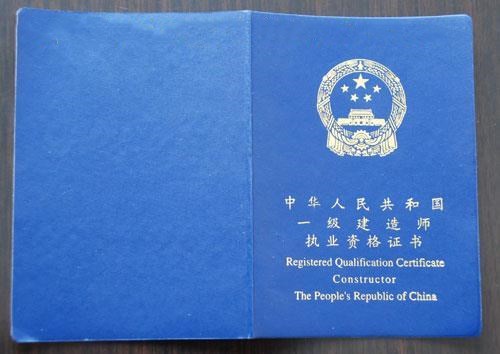 中华人民共和国
一级建造师
执业资格证书
Registered Qualification Certificate
Constructor
The People's Republic of China